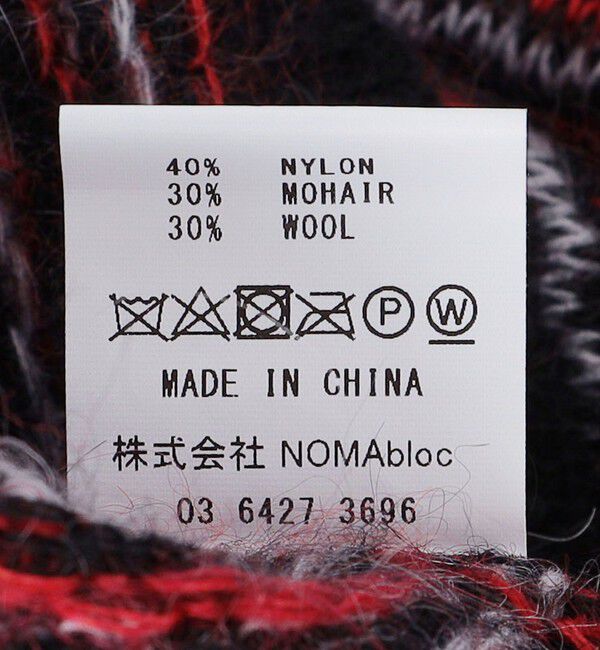 40% NYLON
30% MOHAIR
30% WOOL
P W
MADE IN CHINA
株式会社 NOMAbloc
03 6427 3696